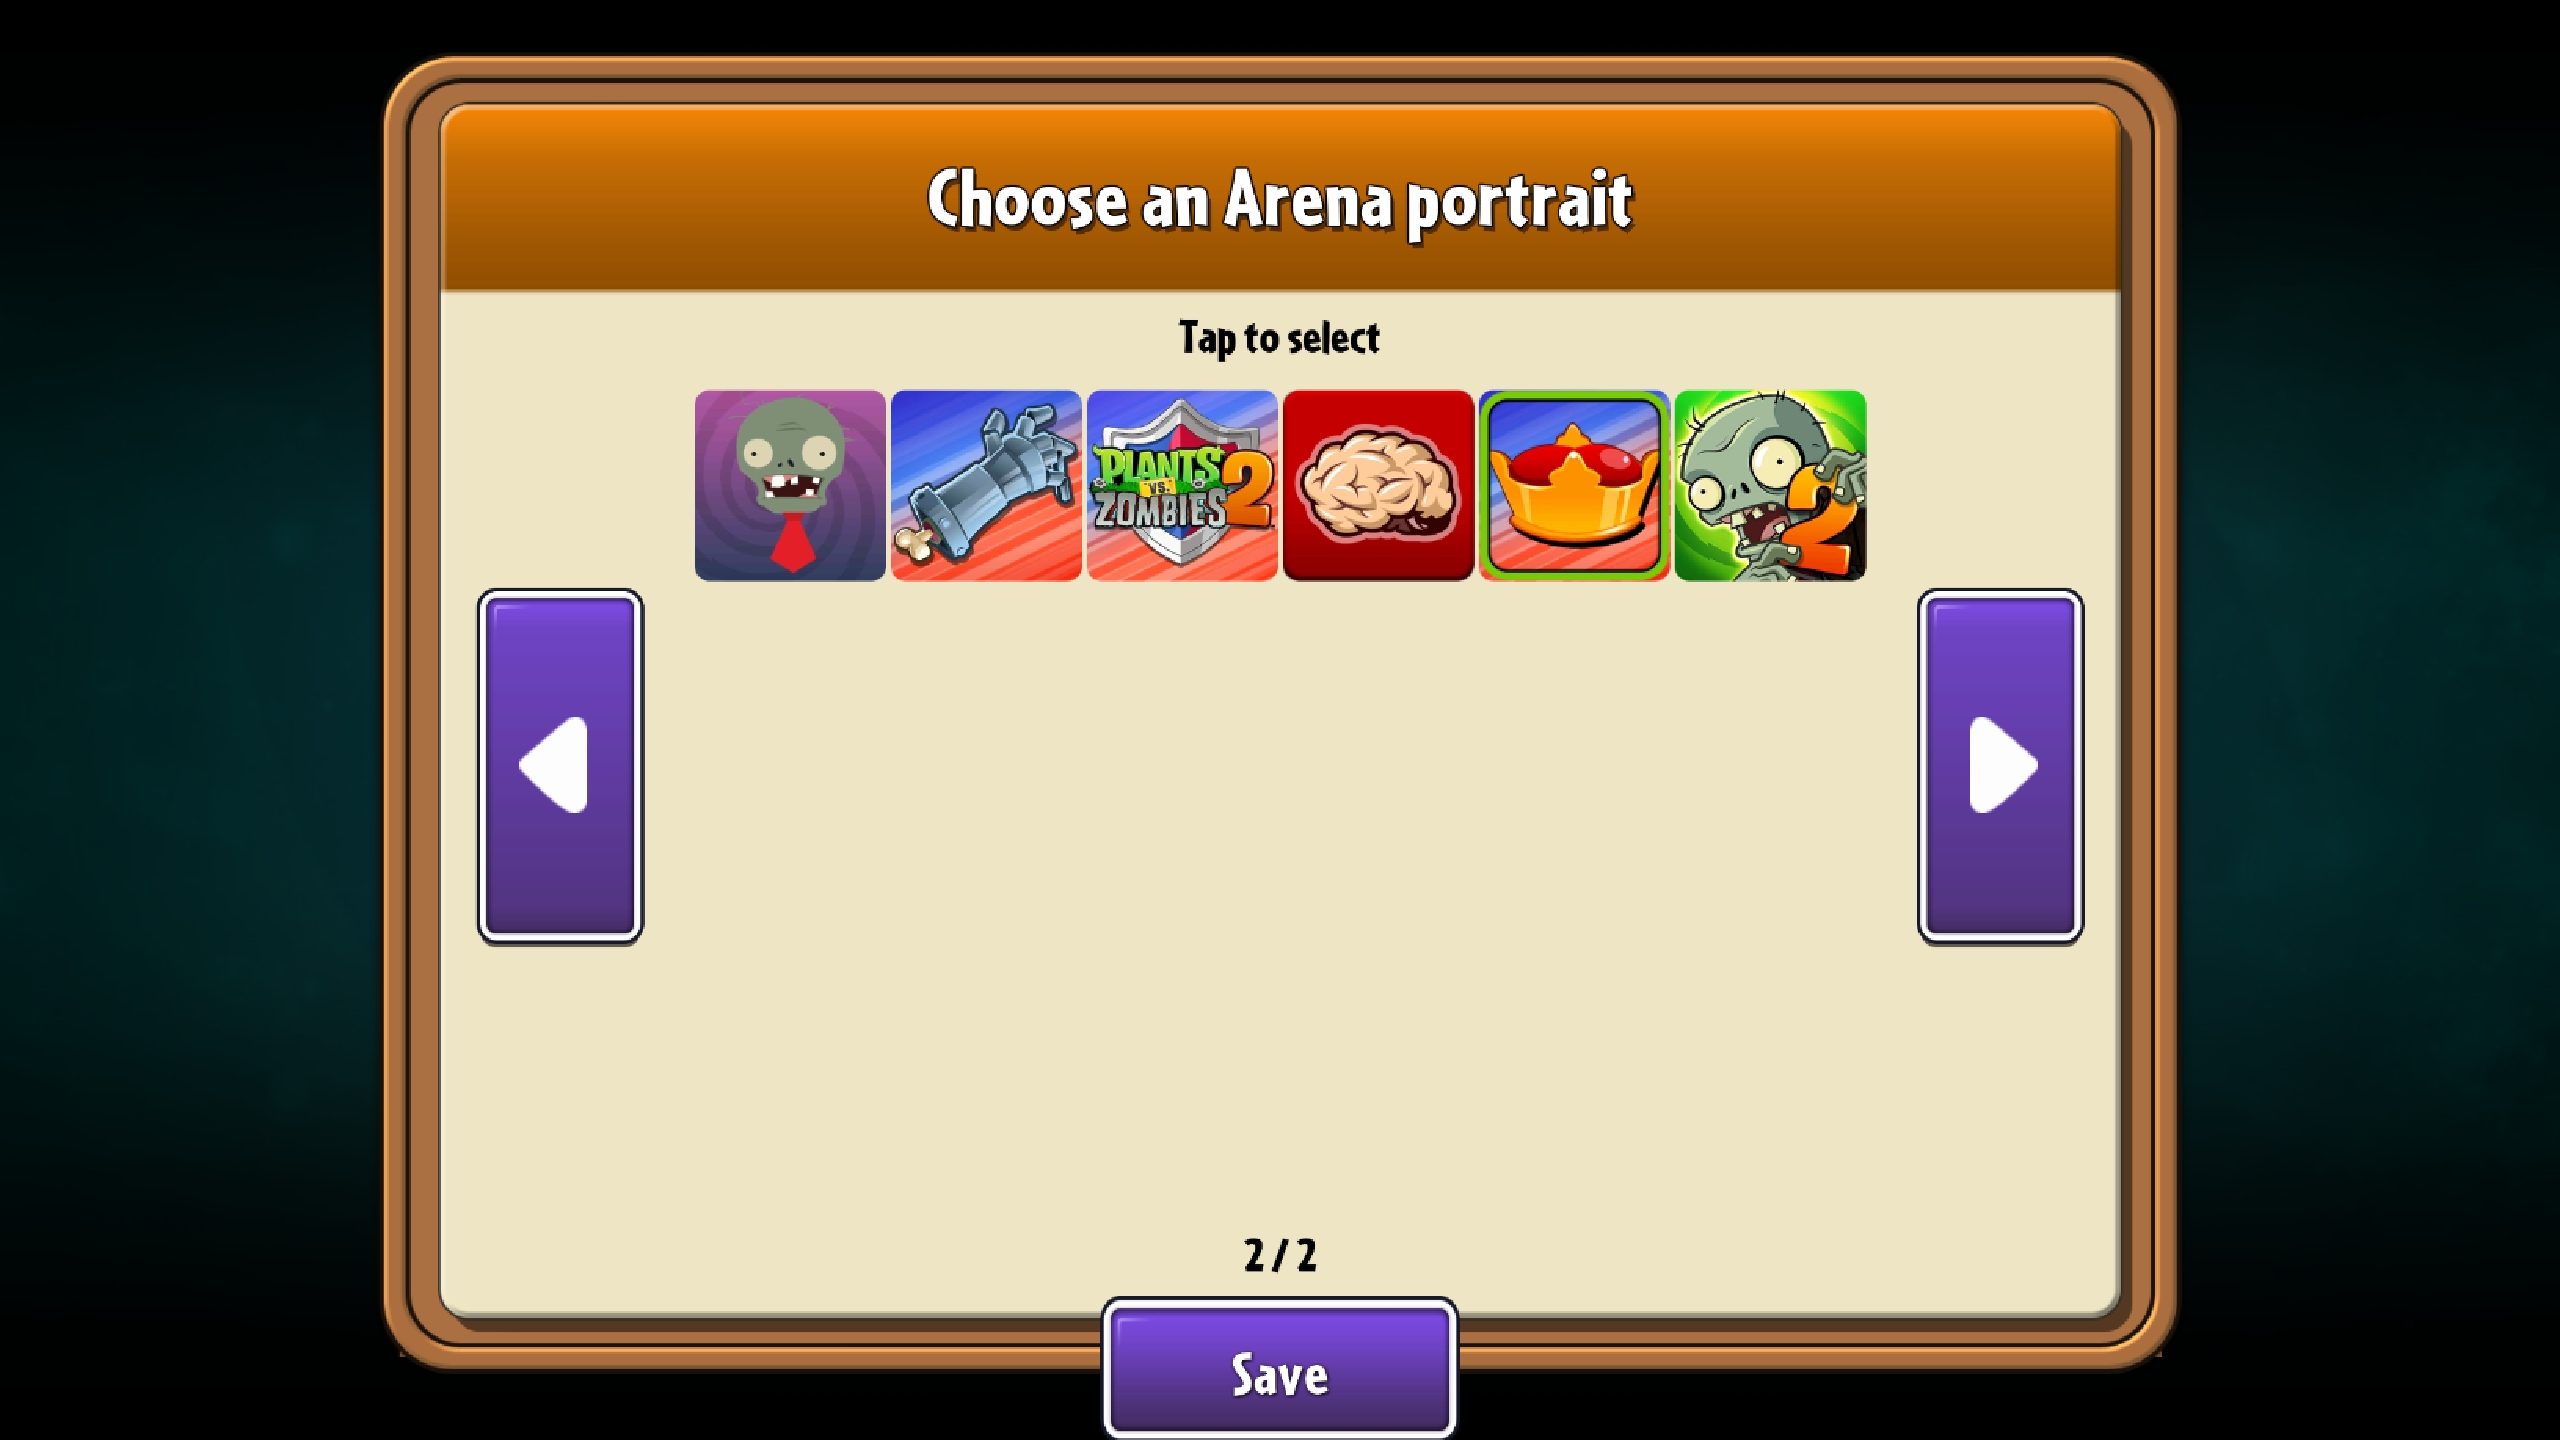 Choose an Arena portrait
Tap to select
PLANTS
VS.
ZOMBIES 2
2
2 / 2
Save